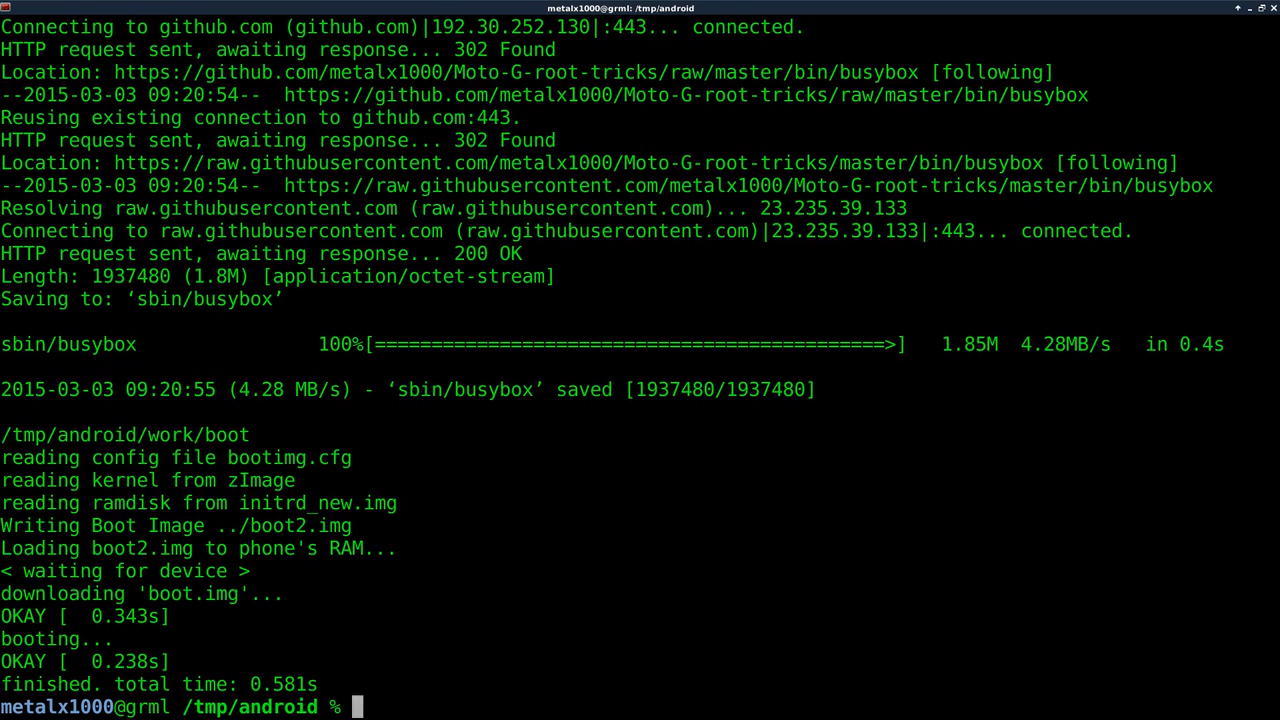 metalx1000@grml: /tmp/android
Connecting to github.com (github.com)|192.30.252.130|:443... connected.
HTTP request sent, awaiting response... 302 Found
Location: https://github.com/metalx1000/Moto-G-root-tricks/raw/master/bin/busybox [following]
--2015-03-03 09:20:54--  https://github.com/metalx1000/Moto-G-root-tricks/raw/master/bin/busybox
Reusing existing connection to github.com:443.
HTTP request sent, awaiting response... 302 Found
Location: https://raw.githubusercontent.com/metalx1000/Moto-G-root-tricks/master/bin/busybox [following]
--2015-03-03 09:20:54--  https://raw.githubusercontent.com/metalx1000/Moto-G-root-tricks/master/bin/busybox
Resolving raw.githubusercontent.com (raw.githubusercontent.com)... 23.235.39.133
Connecting to raw.githubusercontent.com (raw.githubusercontent.com)|23.235.39.133|:443... connected.
HTTP request sent, awaiting response... 200 OK
Length: 1937480 (1.8M) [application/octet-stream]
Saving to: ‘sbin/busybox’
sbin/busybox                100%[=============================================>]   1.85M  4.28MB/s   in 0.4s
2015-03-03 09:20:55 (4.28 MB/s) - ‘sbin/busybox’ saved [1937480/1937480]
/tmp/android/work/boot
reading config file bootimg.cfg
reading kernel from zImage
reading ramdisk from initrd_new.img
Writing Boot Image ../boot2.img
Loading boot2.img to phone's RAM...
< waiting for device >
downloading 'boot.img'...
OKAY [  0.343s]
booting...
OKAY [  0.238s]
finished. total time: 0.581s
metalx1000@grml /tmp/android %